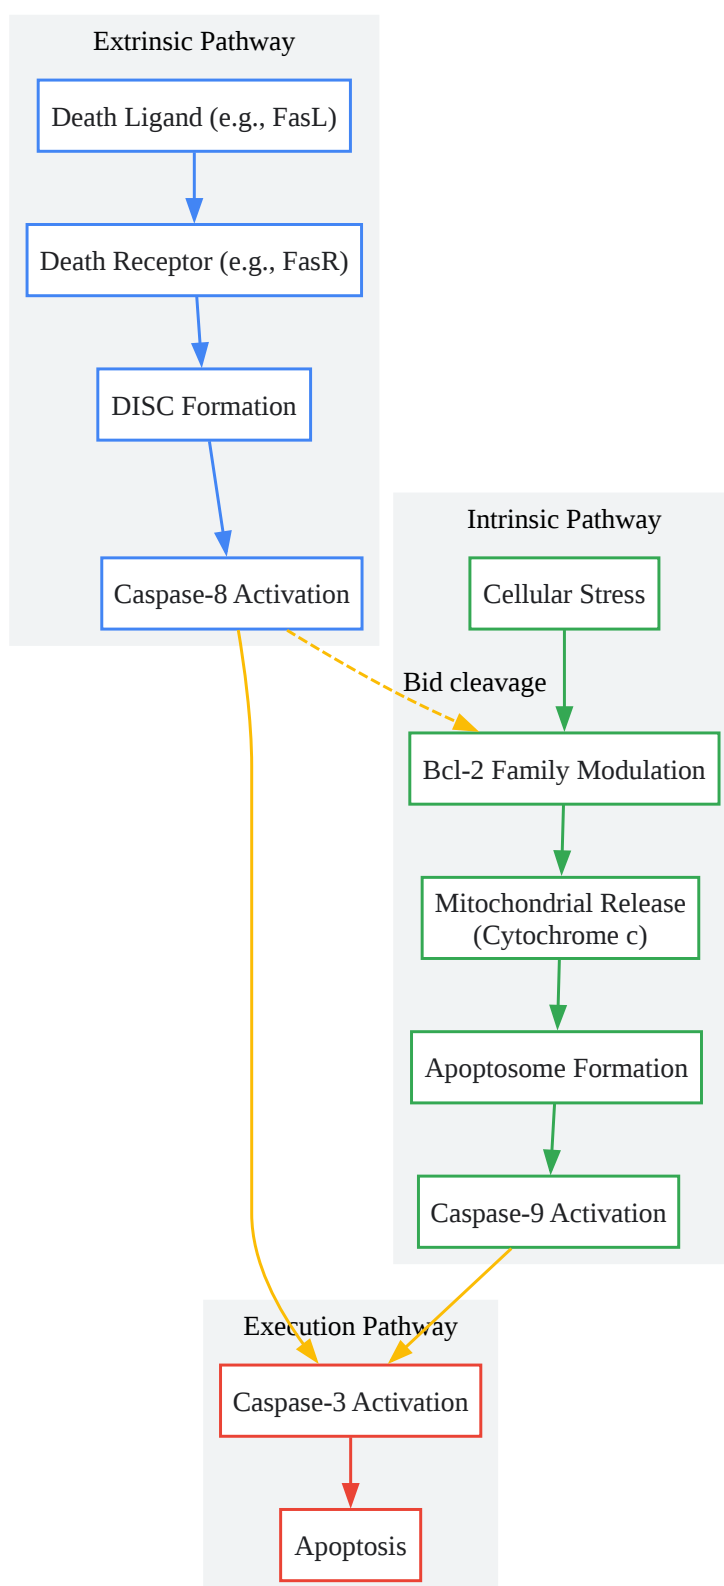 Extrinsic Pathway
Death Ligand (e.g., FasL)
Death Receptor (e.g., FasR)
DISC Formation
Caspase-8 Activation
Intrinsic Pathway
Cellular Stress
Bid cleavage
Bcl-2 Family Modulation
Mitochondrial Release
(Cytochrome c)
Apoptosome Formation
Caspase-9 Activation
Execution Pathway
Caspase-3 Activation
Apoptosis